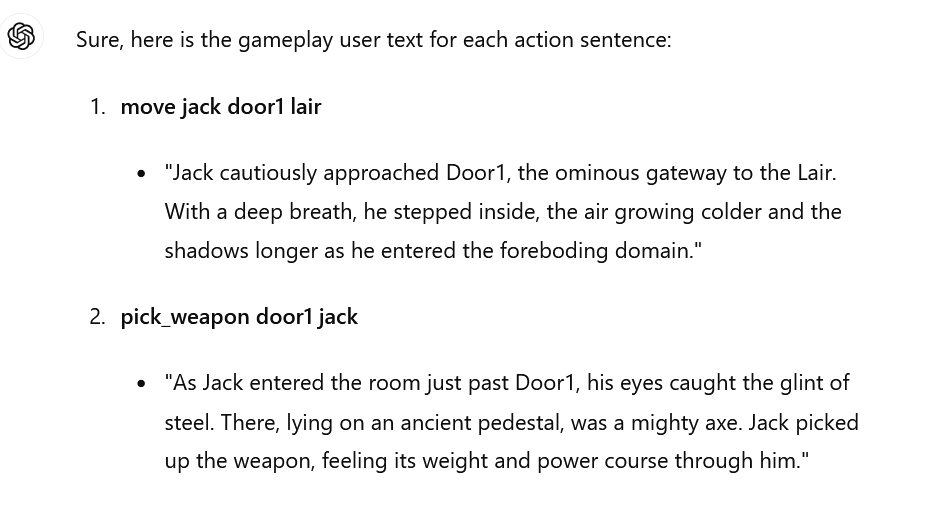 Sure, here is the gameplay user text for each action sentence:
1. move jack door1 lair
• "Jack cautiously approached Door1, the ominous gateway to the Lair.
With a deep breath, he stepped inside, the air growing colder and the
shadows longer as he entered the foreboding domain."
2. pick_weapon door1 jack
• "As Jack entered the room just past Door1, his eyes caught the glint of
steel. There, lying on an ancient pedestal, was a mighty axe. Jack picked
up the weapon, feeling its weight and power course through him."